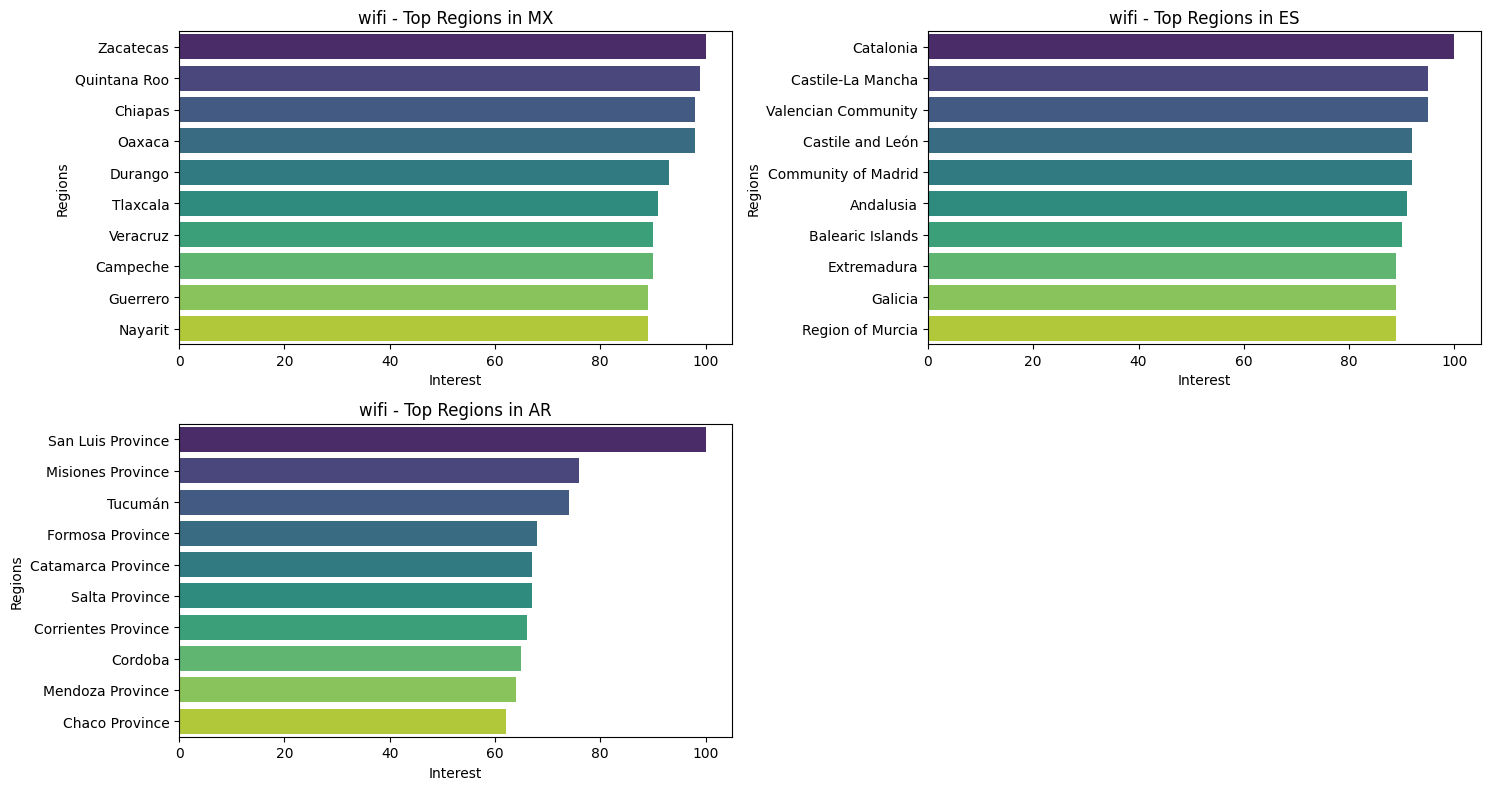 wifi - Top Regions in MX
Regions
Zacatecas
Quintana Roo
Chiapas
Oaxaca
Durango
Tlaxcala
Veracruz
Campeche
Guerrero
Nayarit
0 20 40 60 80 100
Interest
wifi - Top Regions in ES
Regions
Catalonia
Castile-La Mancha
Valencian Community
Castile and León
Community of Madrid
Andalusia
Balearic Islands
Extremadura
Galicia
Region of Murcia
0 20 40 60 80 100
Interest
wifi - Top Regions in AR
Regions
San Luis Province
Misiones Province
Tucumán
Formosa Province
Catamarca Province
Salta Province
Corrientes Province
Cordoba
Mendoza Province
Chaco Province
0 20 40 60 80 100
Interest